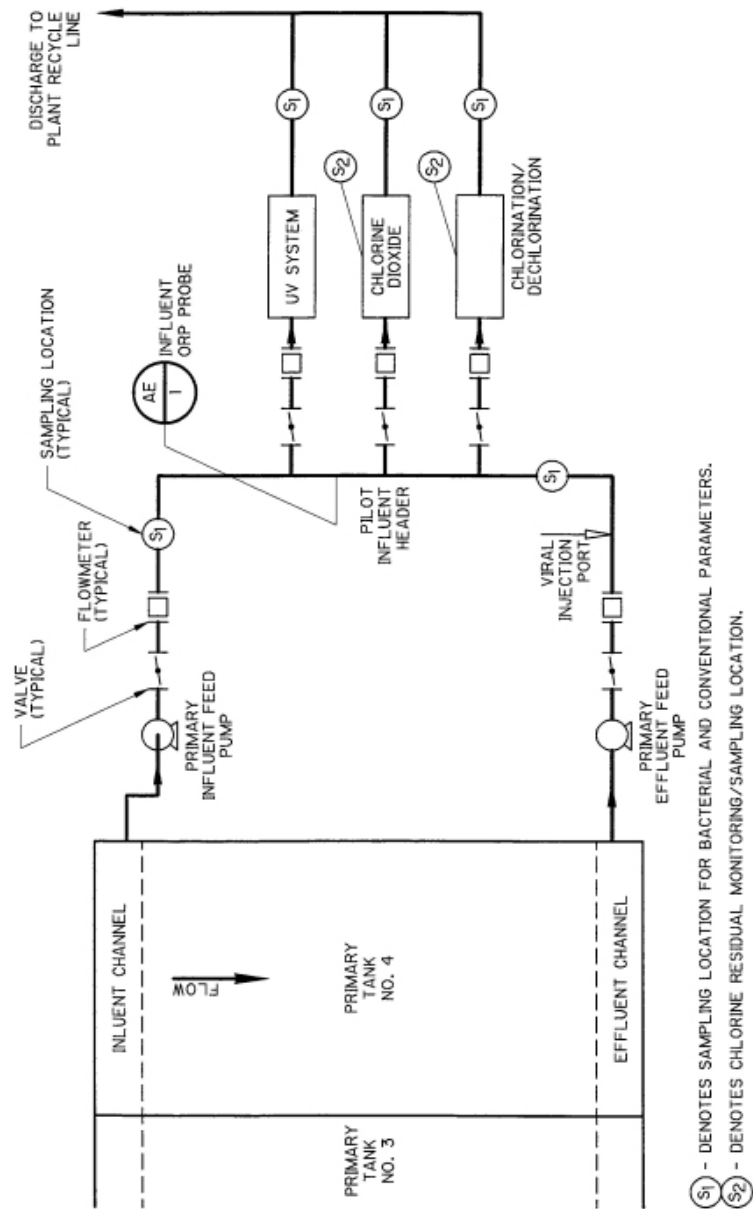 PRIMARY
TANK
NO. 3
INLUENT CHANNEL
FLOW
PRIMARY
TANK
NO. 4
EFFLUENT CHANNEL
VALVE
(TYPICAL)
FLOWMETER
(TYPICAL)
SAMPLING LOCATION
(TYPICAL)
PRIMARY
INFLUENT FEED
PUMP
S1
AE
1
INFLUENT
ORP PROBE
PILOT
INFLUENT
HEADER
VIRAL
INJECTION
PORT
S1
PRIMARY
EFFLUENT FEED
PUMP
UV SYSTEM
S1
S2
CHLORINE
DIOXIDE
S1
S2
CHLORINATION/
DECHLORINATION
S1
DISCHARGE TO
PLANT RECYCLE
LINE
S1 - DENOTES SAMPLING LOCATION FOR BACTERIAL AND CONVENTIONAL PARAMETERS.
S2 - DENOTES CHLORINE RESIDUAL MONITORING/SAMPLING LOCATION.